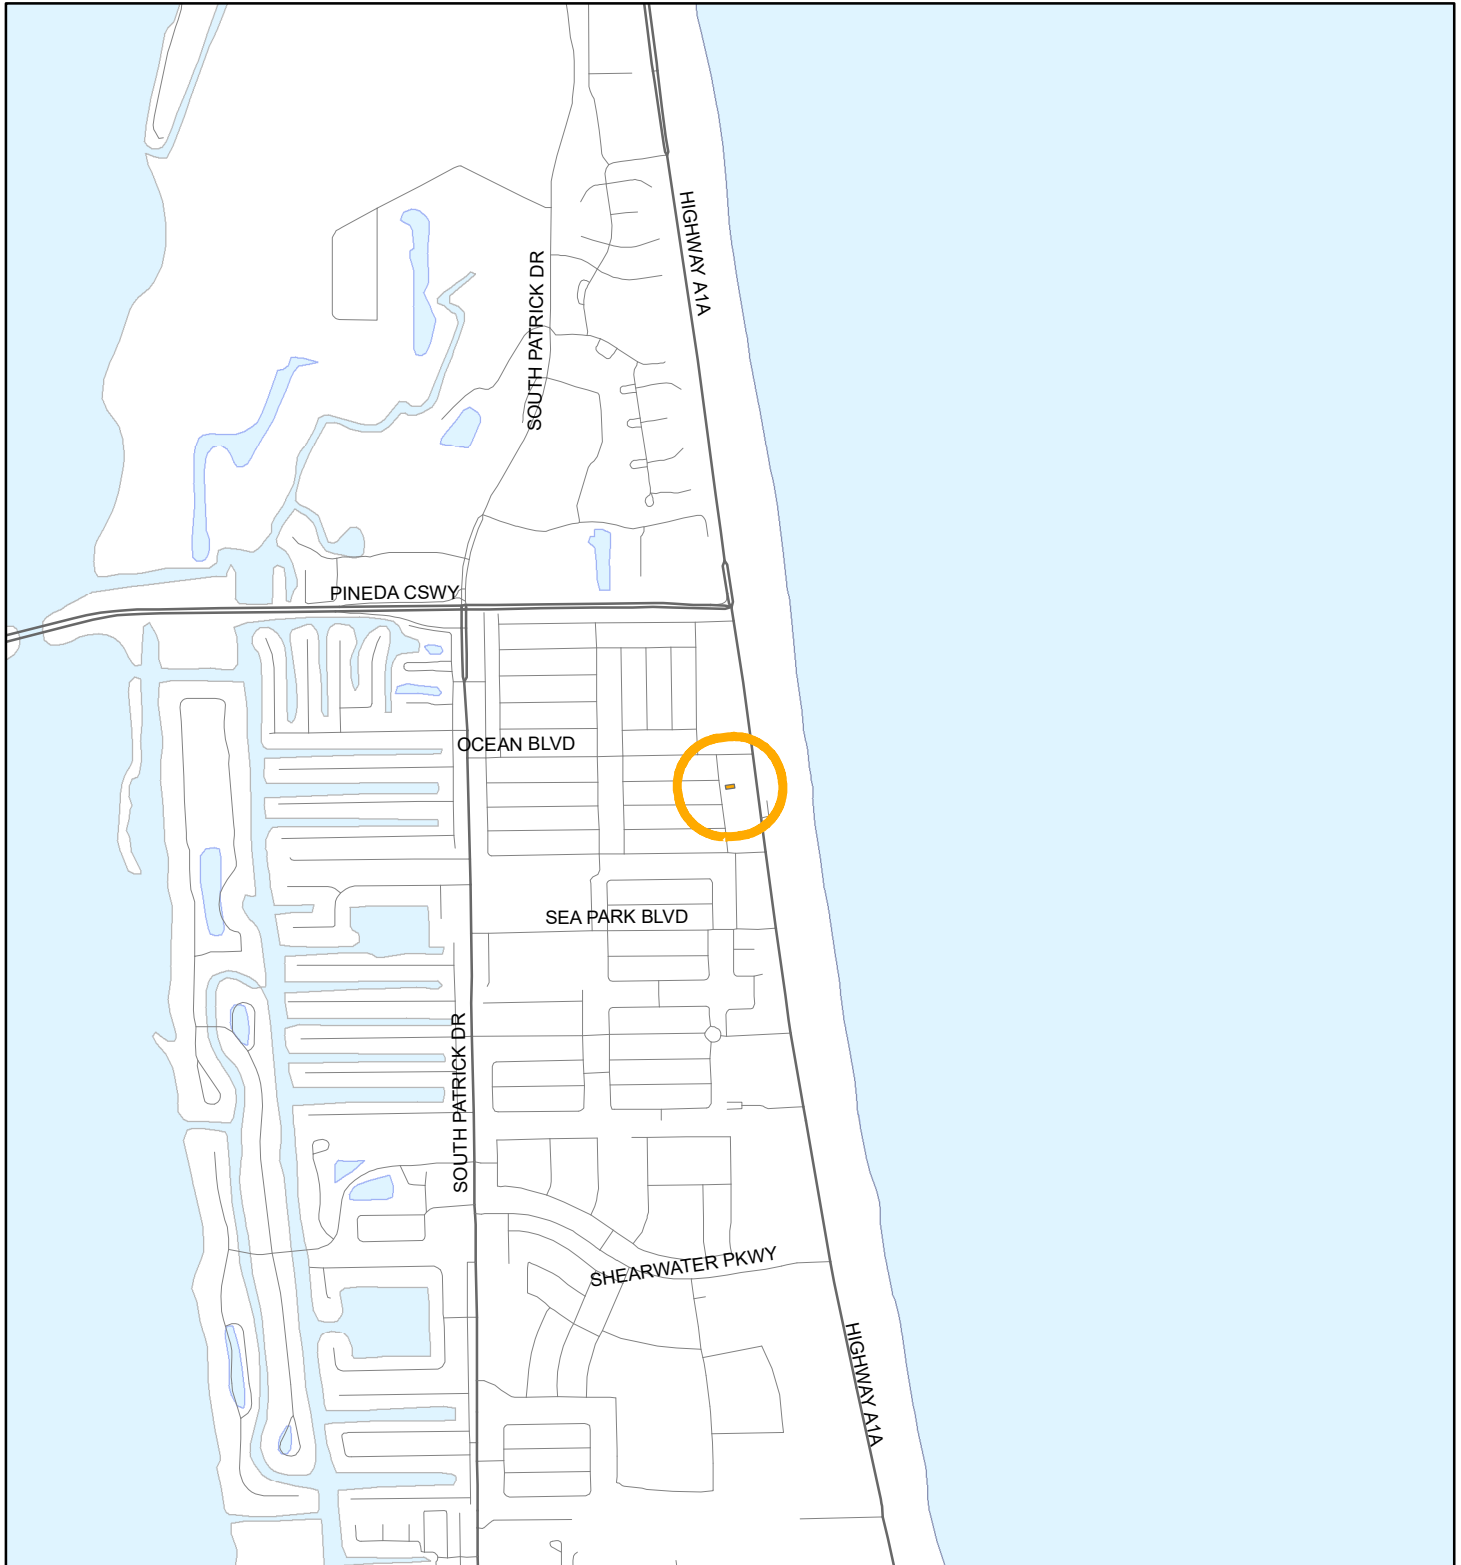 HIGHWAY A1A
SOUTH PATRICK DR
PINEDA CSWY
OCEAN BLVD
SEA PARK BLVD
SOUTH PATRICK DR
SHEARWATER PKWY
HIGHWAY A1A